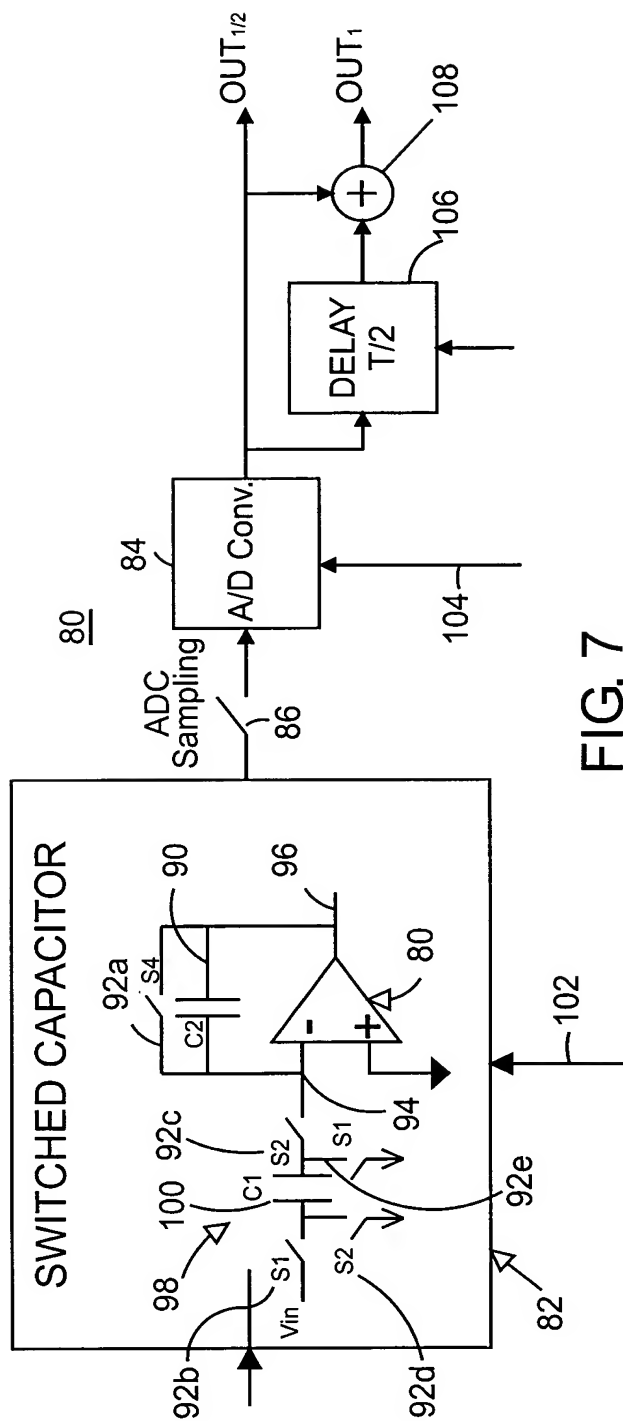 80
SWITCHED CAPACITOR
92a
S4
90
C2
96
98
100
C1
92c
S2
S1
92b
S1
Vin
S2
92d
92e
94
-
+
80
82
102
ADC
Sampling
86
84
A/D Conv.
104
DELAY
T/2
106
+
108
OUT1/2
OUT1
FIG. 7